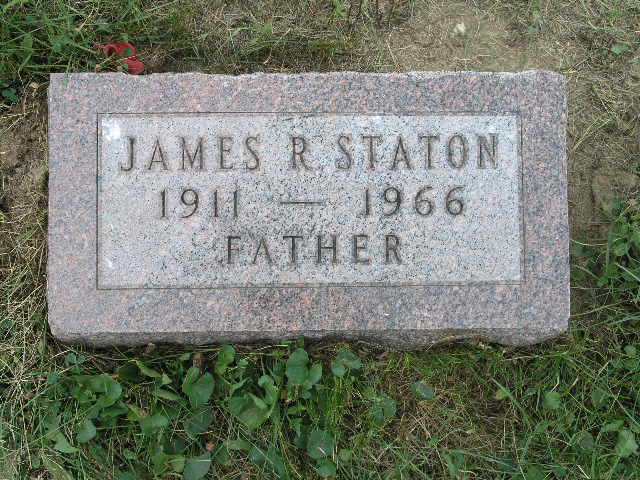 JAMES R. STATON
1911 — 1966
FATHER